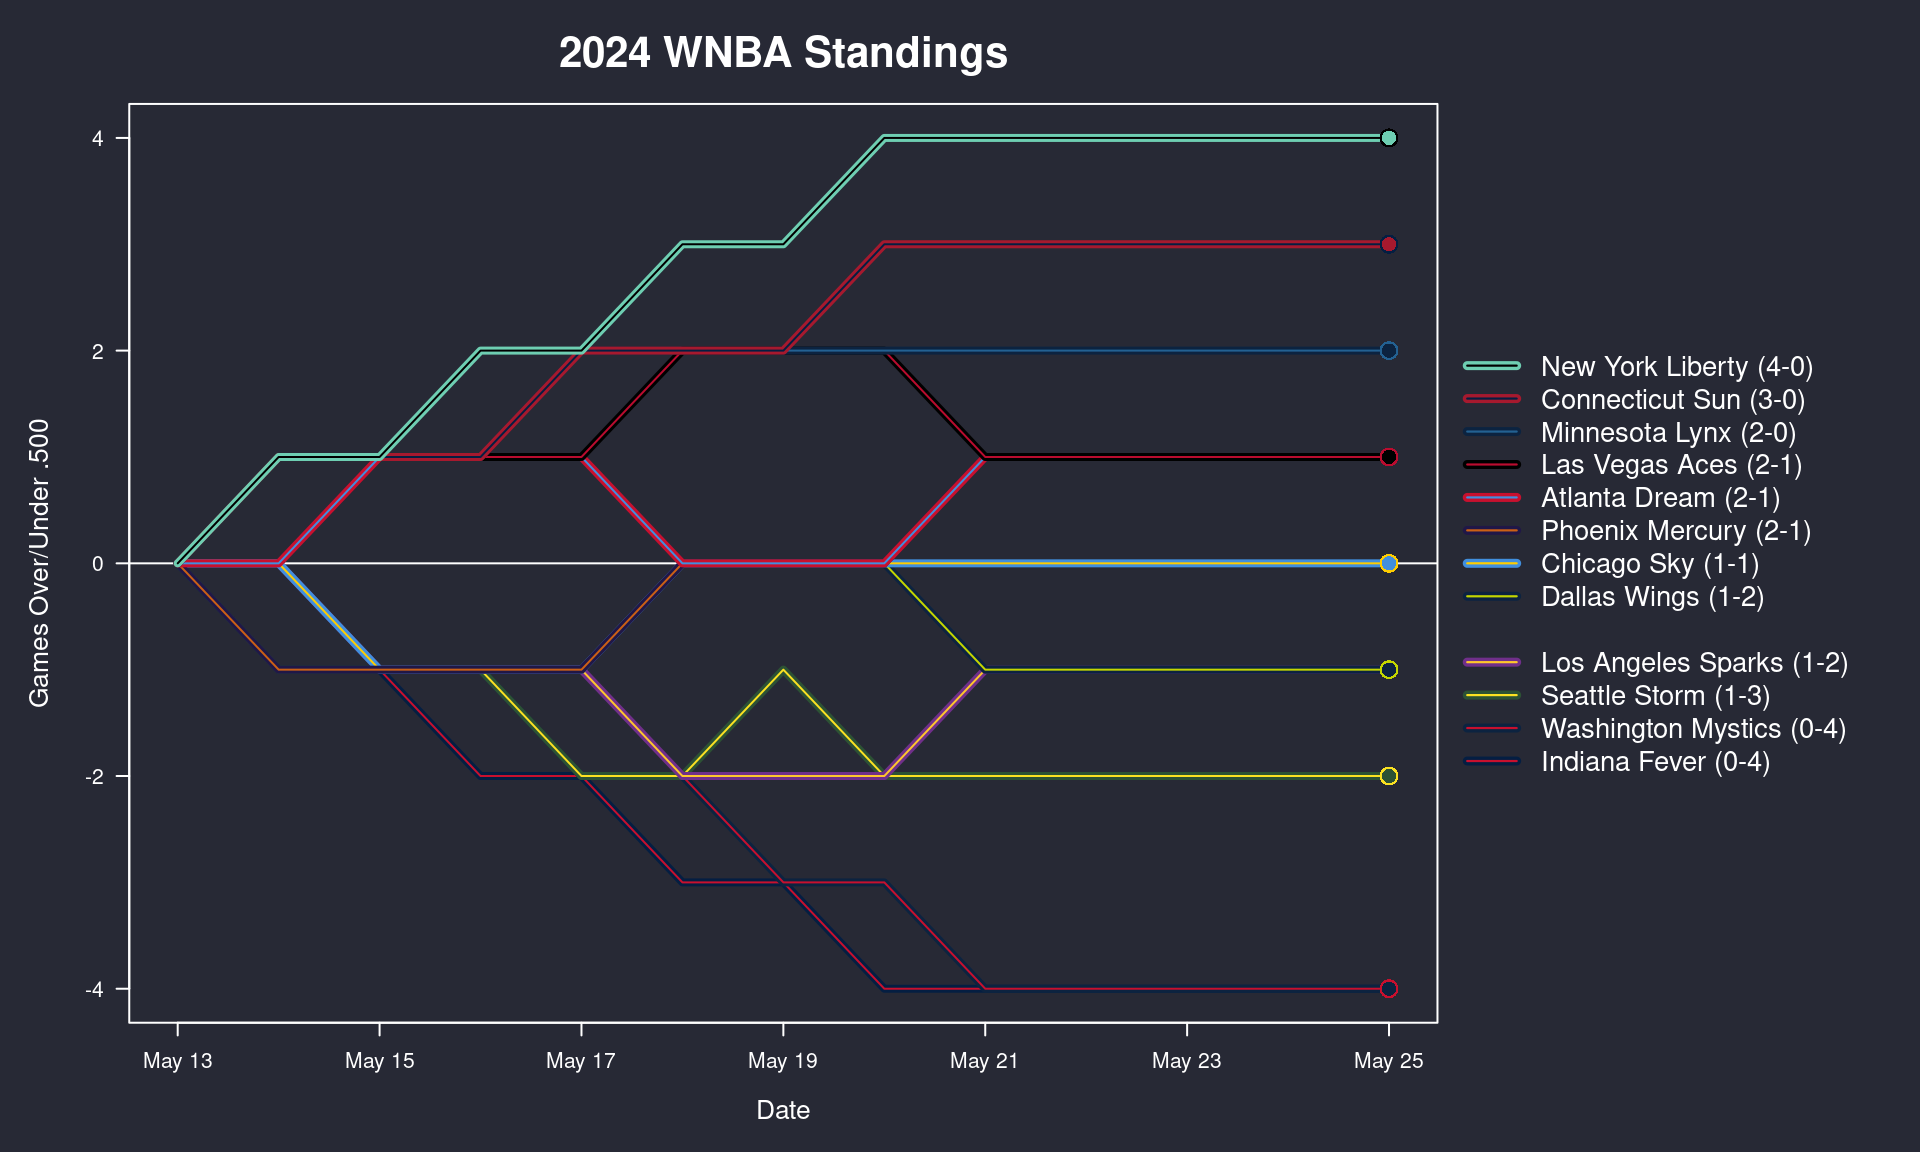 2024 WNBA Standings
4
2
0
-2
-4
Games Over/Under .500
May 13
May 15
May 17
May 19
May 21
May 23
May 25
Date
New York Liberty (4-0)
Connecticut Sun (3-0)
Minnesota Lynx (2-0)
Las Vegas Aces (2-1)
Atlanta Dream (2-1)
Phoenix Mercury (2-1)
Chicago Sky (1-1)
Dallas Wings (1-2)
Los Angeles Sparks (1-2)
Seattle Storm (1-3)
Washington Mystics (0-4)
Indiana Fever (0-4)